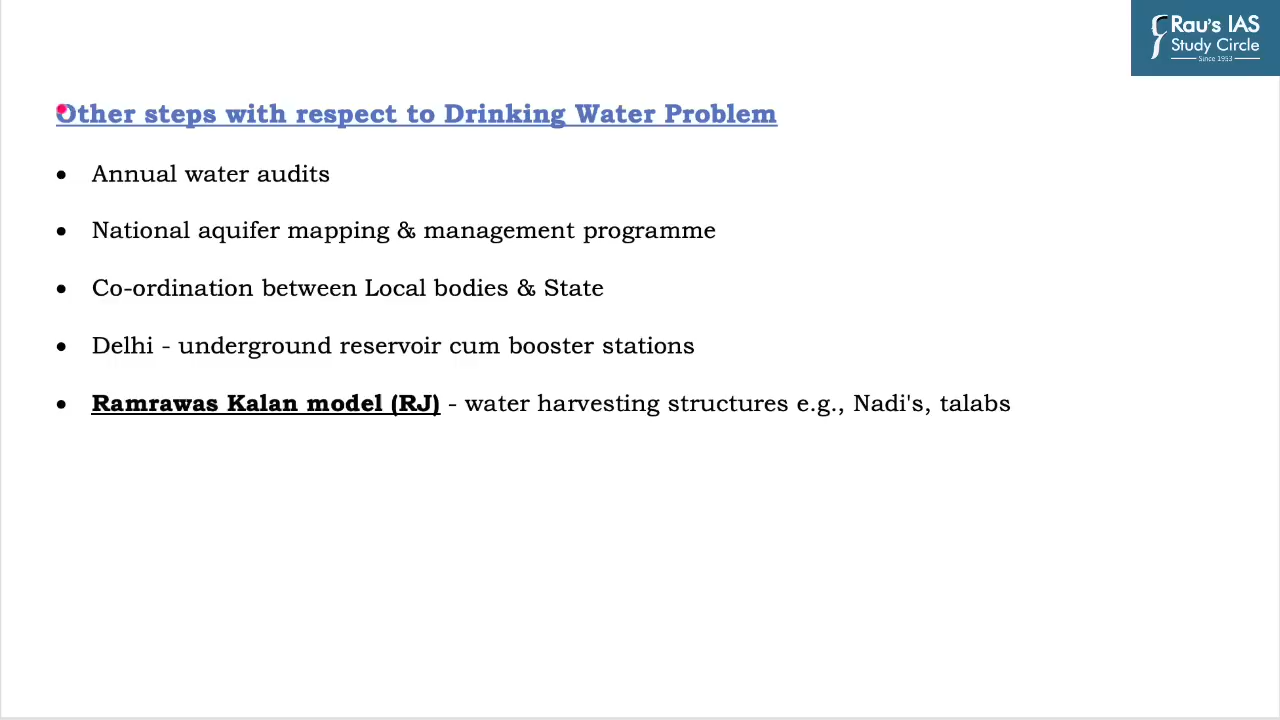 Rau's IAS
Study Circle
Since 1953
Other steps with respect to Drinking Water Problem
• Annual water audits
• National aquifer mapping & management programme
• Co-ordination between Local bodies & State
• Delhi - underground reservoir cum booster stations
• Ramrawas Kalan model (RJ) - water harvesting structures e.g., Nadi's, talabs